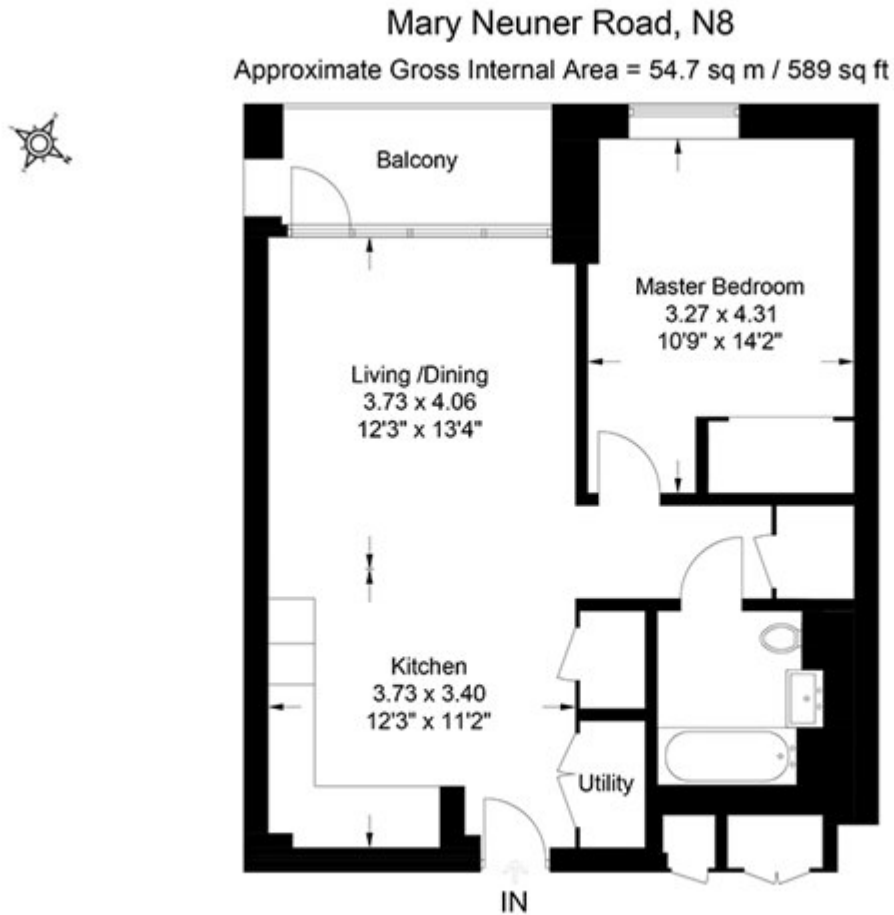 Mary Neuner Road, N8
Approximate Gross Internal Area = 54.7 sq m / 589 sq ft
Balcony
Master Bedroom
3.27 x 4.31
10'9" x 14'2"
Living /Dining
3.73 x 4.06
12'3" x 13'4"
Kitchen
3.73 x 3.40
12'3" x 11'2"
Utility
IN